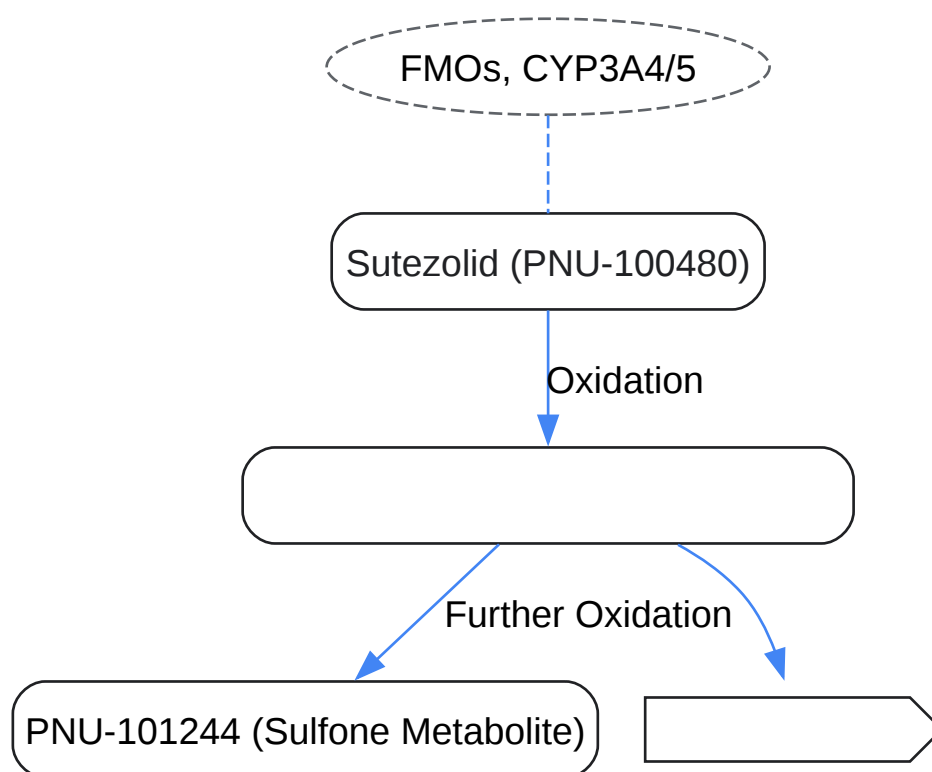 FMOs, CYP3A4/5
Sutezolid (PNU-100480)
Oxidation
Further Oxidation
PNU-101244 (Sulfone Metabolite)